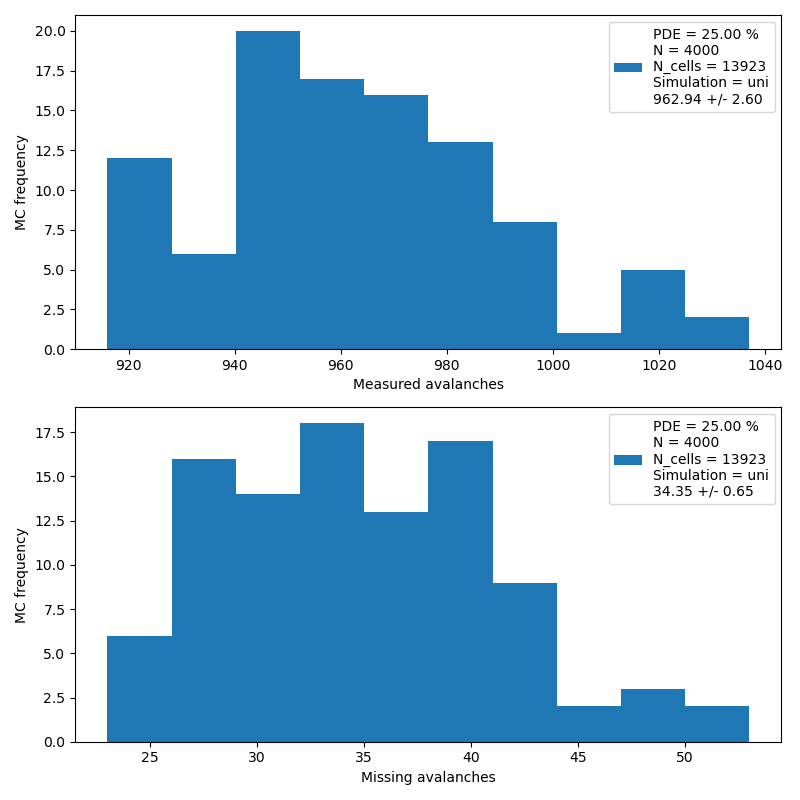 20.0
17.5
15.0
12.5
10.0
7.5
5.0
2.5
0.0
MC frequency
PDE = 25.00 %
N = 4000
N_cells = 13923
Simulation = uni
962.94 +/- 2.60
920 940 960 980 1000 1020 1040
Measured avalanches
17.5
15.0
12.5
10.0
7.5
5.0
2.5
0.0
MC frequency
PDE = 25.00 %
N = 4000
N_cells = 13923
Simulation = uni
34.35 +/- 0.65
25 30 35 40 45 50
Missing avalanches